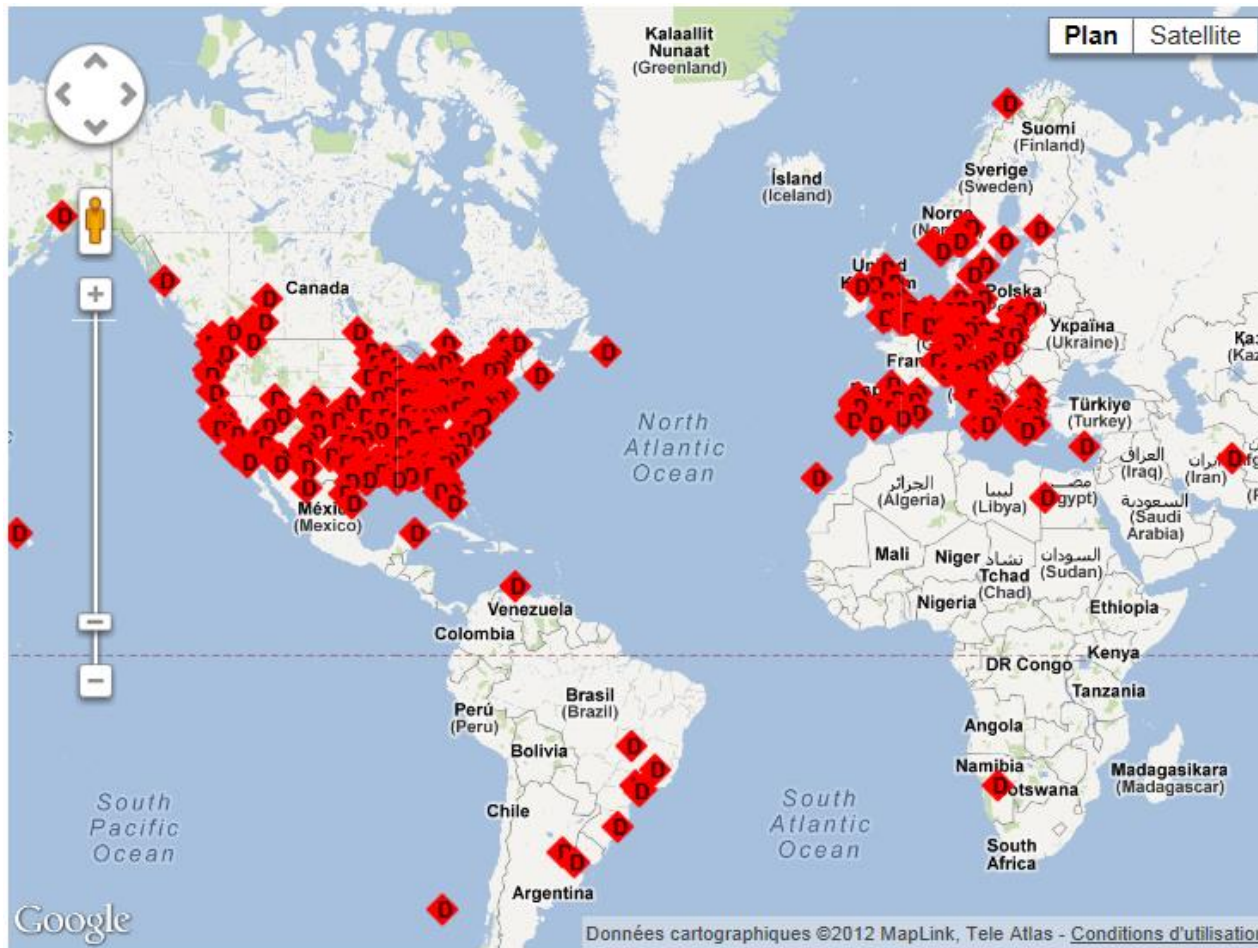 Kalaallit
Nunaat
(Greenland)
Plan
Satellite
Suomi
(Finland)
Ísland
(Iceland)
Sverige
(Sweden)
Norge
United
Canada
Polska
Україна
(Ukraine)
North
Atlantic
Ocean
Türkiye
(Turkey)
العراق
(Iraq)
ایران
(Iran)
الجزائر
(Algeria)
ليبيا
(Libya)
مصر
السعودية
(Saudi
Arabia)
México
(Mexico)
Mali
Niger
تشاد
Tchad
(Chad)
السودان
(Sudan)
Nigeria
Ethiopia
Venezuela
Colombia
DR Congo
Kenya
Tanzania
Brasil
(Brazil)
Perú
(Peru)
Bolivia
Angola
Namibia
Botswana
Madagasikara
(Madagascar)
Chile
South
Pacific
Ocean
South
Atlantic
Ocean
South
Africa
Argentina
Google
Données cartographiques ©2012 MapLink, Tele Atlas - Conditions d'utilisation